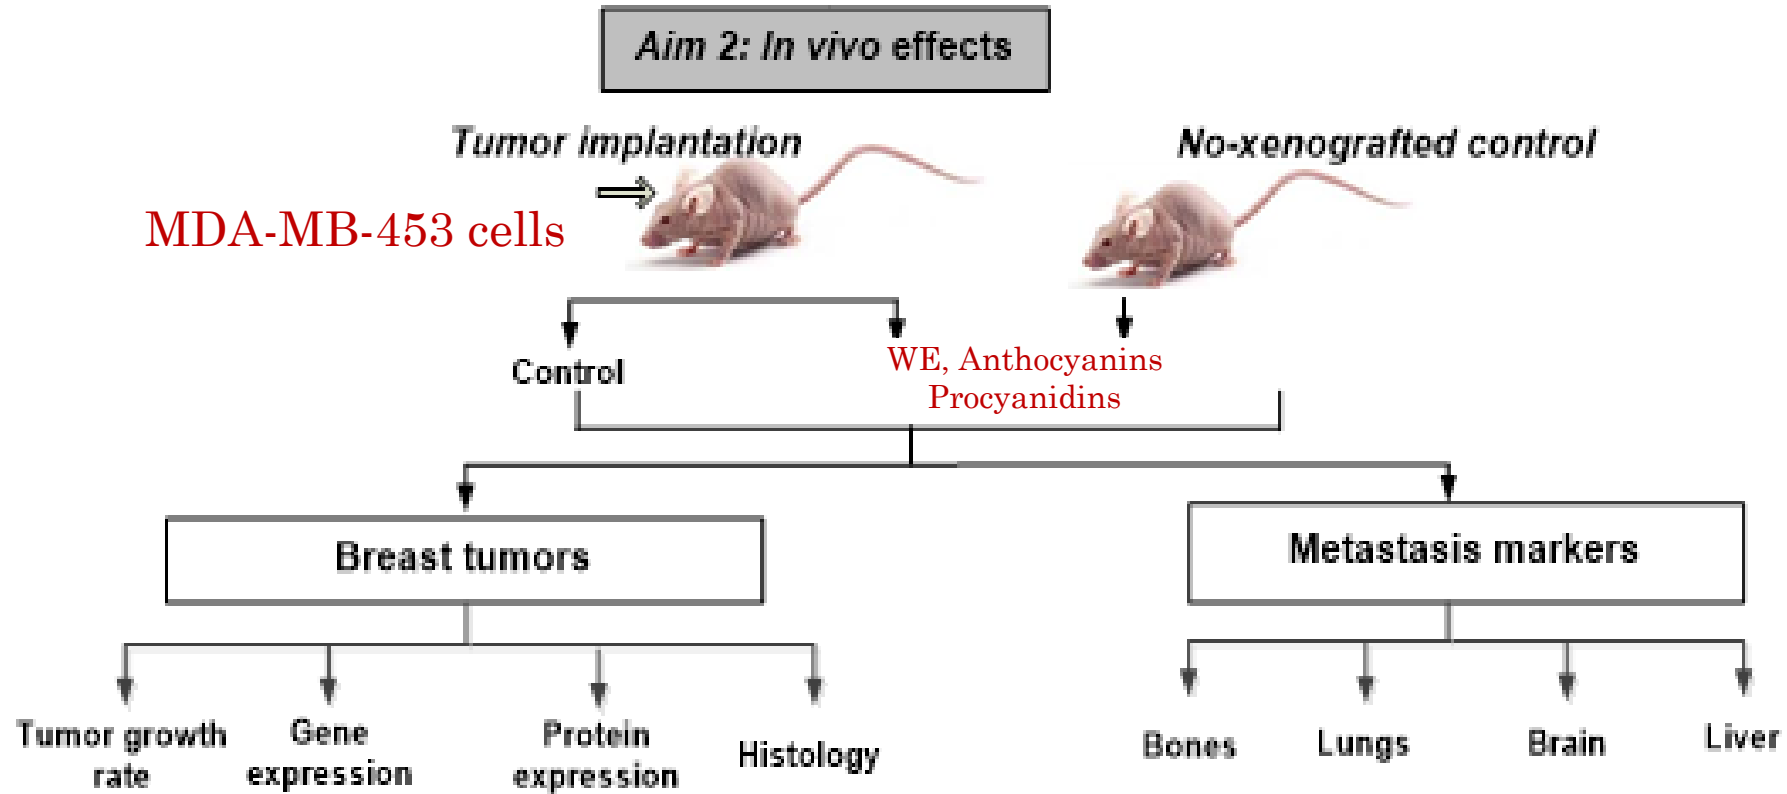 Aim 2: In vivo effects
Tumor implantation
No-xenografted control
MDA-MB-453 cells
Control
WE, Anthocyanins
Procyanidins
Breast tumors
Metastasis markers
Tumor growth
rate
Gene
expression
Protein
expression
Histology
Bones
Lungs
Brain
Liver